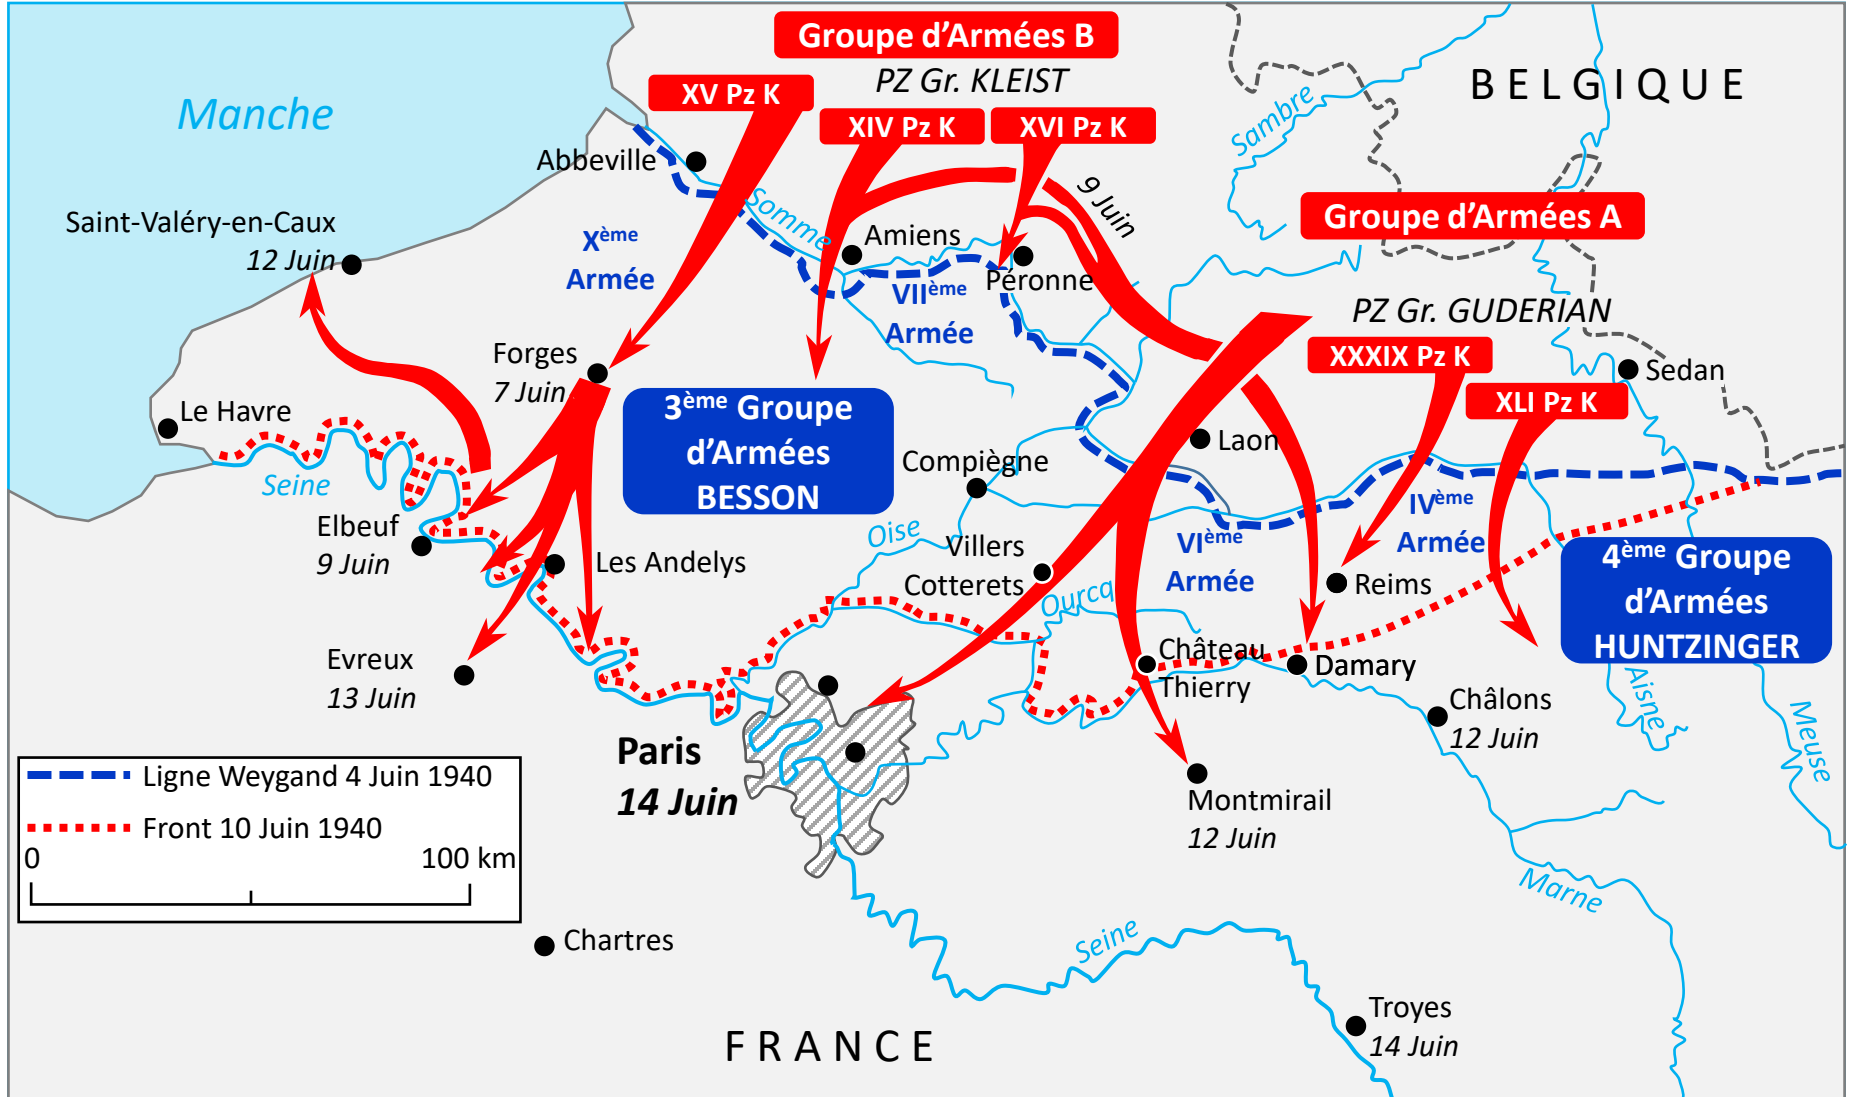 Groupe d'Armées B
PZ Gr. KLEIST
BELGIQUE
XV Pz K
XIV Pz K
XVI Pz K
Manche
Sambre
Abbeville
9 Juin
Somme
Groupe d'Armées A
Saint-Valéry-en-Caux
12 Juin
Xème
Armée
Amiens
Péronne
VIIème
Armée
PZ Gr. GUDERIAN
XXXIX Pz K
Forges
7 Juin
Sedan
XLI Pz K
Le Havre
3ème Groupe
d'Armées
BESSON
Laon
Compiègne
Seine
IVème
Armée
Elbeuf
9 Juin
Oise
Villers
Cotterets
VIème
Armée
4ème Groupe
d'Armées
HUNTZINGER
Les Andelys
Ourcq
Reims
Evreux
13 Juin
Château
Thierry
Damary
Aisne
Châlons
12 Juin
Meuse
Paris
14 Juin
Ligne Weygand 4 Juin 1940
Front 10 Juin 1940
0
100 km
Montmirail
12 Juin
Marne
Chartres
Seine
Troyes
14 Juin
FRANCE